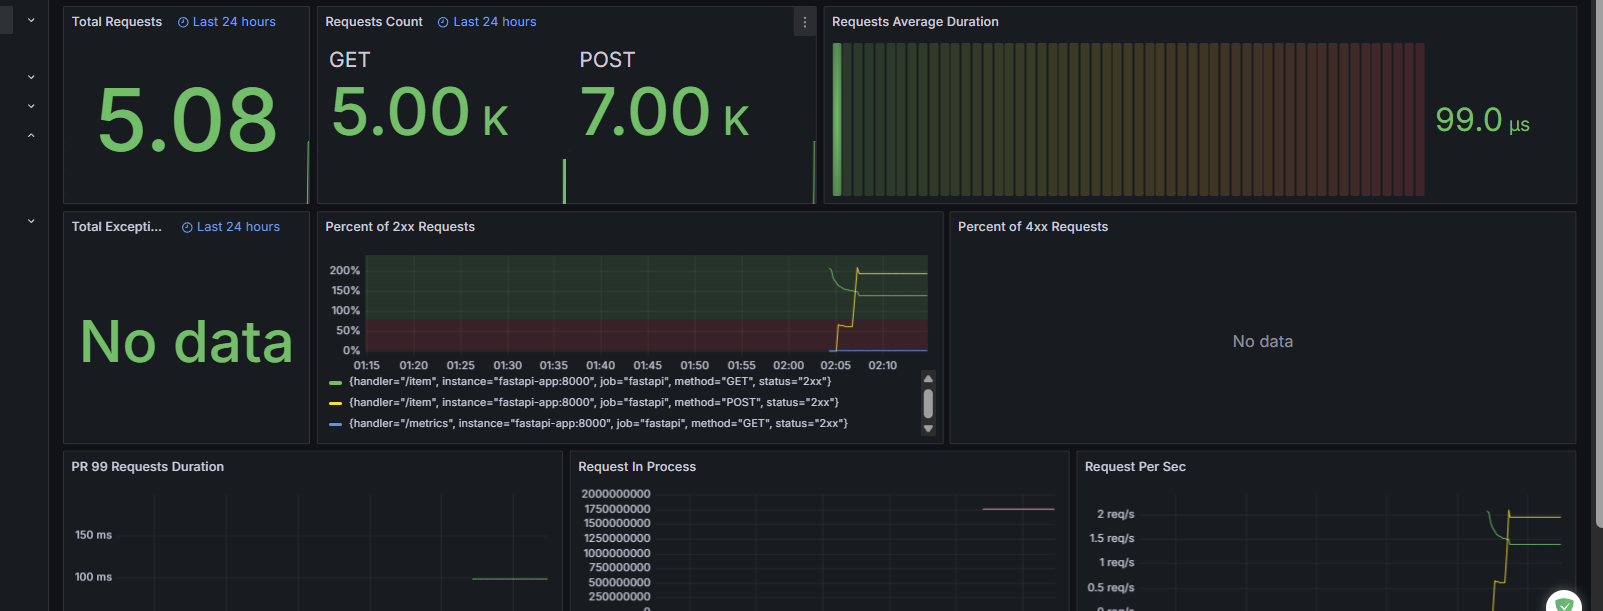 Total Requests Last 24 hours
5.08
Requests Count Last 24 hours
GET
5.00 K
POST
7.00 K
Requests Average Duration
99.0 µs
Total Excepti... Last 24 hours
No data
Percent of 2xx Requests
200%
150%
100%
50%
0%
01:15 01:20 01:25 01:30 01:35 01:40 01:45 01:50 01:55 02:00 02:05 02:10
{handler="/item", instance="fastapi-app:8000", job="fastapi", method="GET", status="2xx"}
{handler="/item", instance="fastapi-app:8000", job="fastapi", method="POST", status="2xx"}
{handler="/metrics", instance="fastapi-app:8000", job="fastapi", method="GET", status="2xx"}
Percent of 4xx Requests
No data
PR 99 Requests Duration
150 ms
100 ms
Request In Process
2000000000
1750000000
1500000000
1250000000
1000000000
750000000
500000000
250000000
0
Request Per Sec
2 req/s
1.5 req/s
1 req/s
0.5 req/s
0 req/s